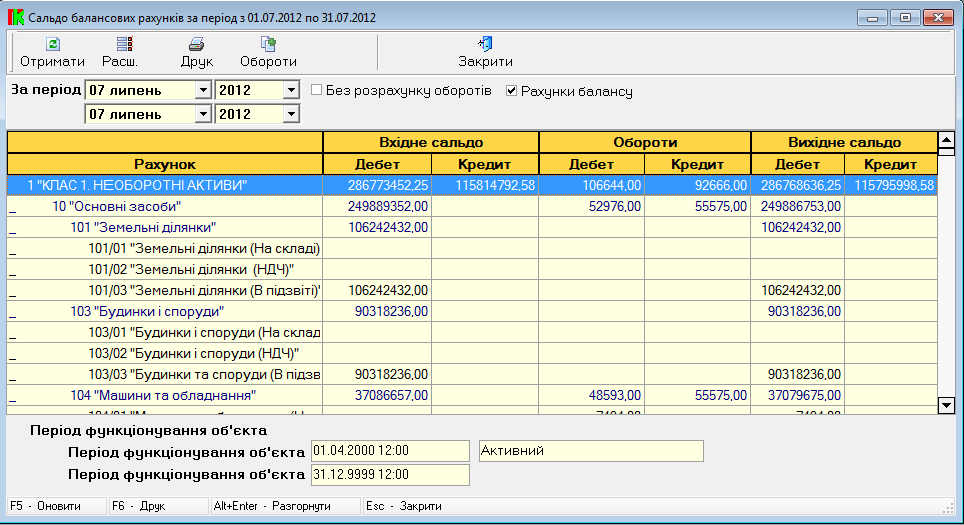 Сальдо балансових рахунків за період з 01.07.2012 по 31.07.2012
Отримати Расш. Друк Обороти Закрити
За період 07 липень 2012 Без розрахунку оборотів Рахунки балансу
07 липень 2012
Вхідне сальдо Обороти Вихідне сальдо
Рахунок Дебет Кредит Дебет Кредит Дебет Кредит
1 "КЛАС 1. НЕОБОРОТНІ АКТИВИ" 286773452,25 115814792,58 106644,00 92666,00 286768636,25 115795998,58
10 "Основні засоби" 249889352,00 52976,00 55575,00 249886753,00
101 "Земельні ділянки" 106242432,00 106242432,00
101/01 "Земельні ділянки (На складі)
101/02 "Земельні ділянки (НДЧ)"
101/03 "Земельні ділянки (В підзвіті)" 106242432,00 106242432,00
103 "Будинки і споруди" 90318236,00 90318236,00
103/01 "Будинки і споруди (На склад
103/02 "Будинки і споруди (НДЧ)"
103/03 "Будинки та споруди (В підзв 90318236,00 90318236,00
104 "Машини та обладнання" 37086657,00 48593,00 55575,00 37079675,00
Період функціонування об'єкта
Період функціонування об'єкта 01.04.2000 12:00 Активний
Період функціонування об'єкта 31.12.9999 12:00
F5 - Оновити F6 - Друк Alt+Enter - Разгорнути Esc - Закрити